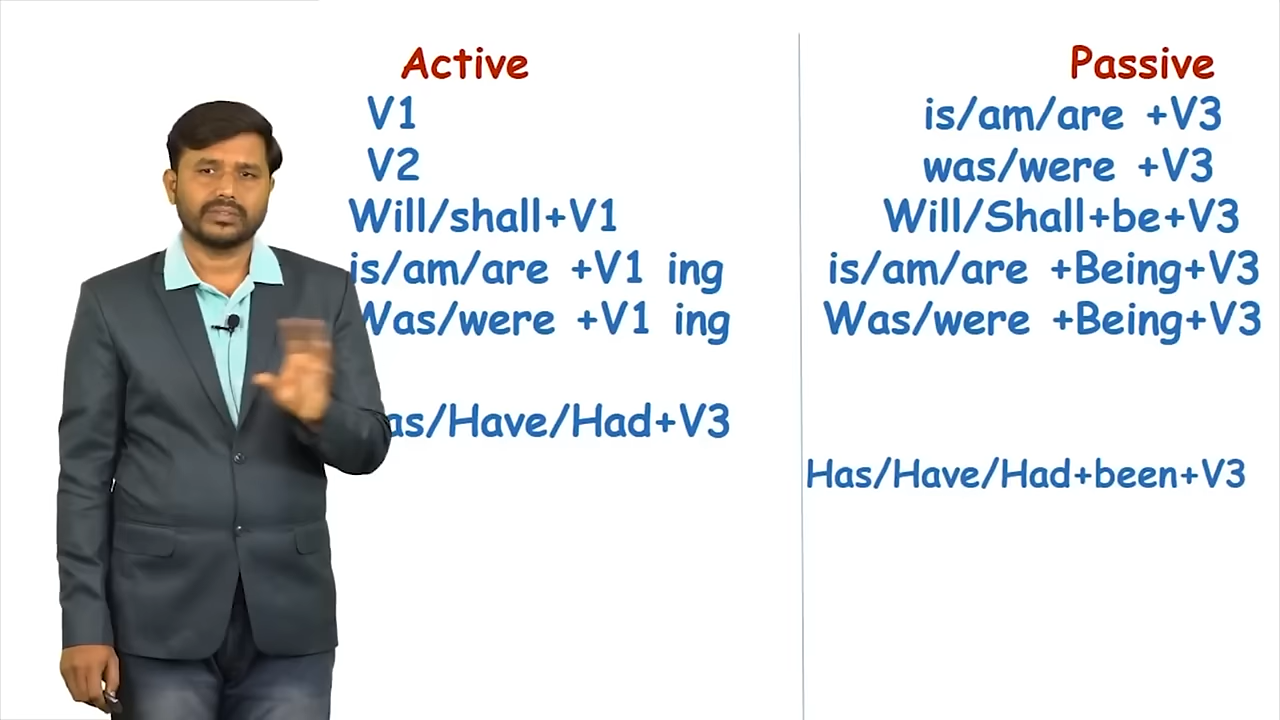 Active
V1
V2
Will/shall+V1
is/am/are +V1 ing
Was/were +V1 ing
as/Have/Had+V3
Passive
is/am/are +V3
was/were +V3
Will/Shall+be+V3
is/am/are +Being+V3
Was/were +Being+V3
Has/Have/Had+been+V3